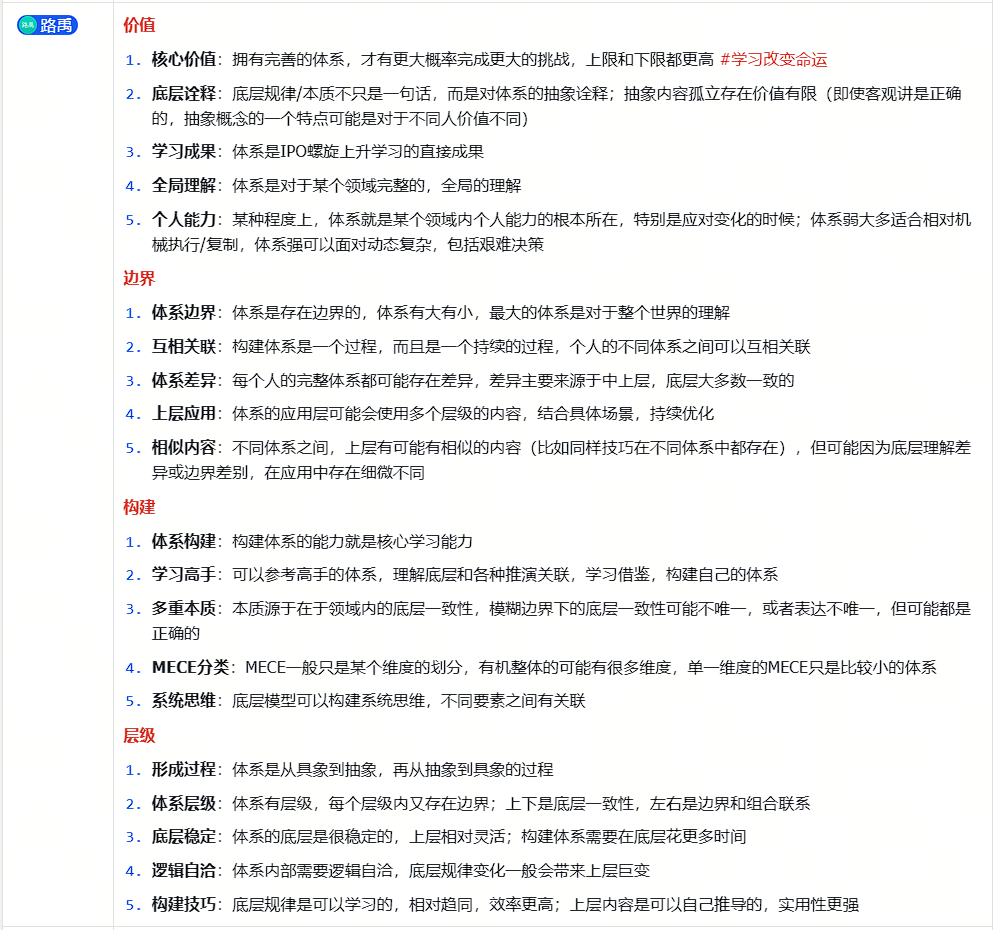 路禹 路禹
价值
1. 核心价值：拥有完善的体系，才有更大概率完成更大的挑战，上限和下限都更高 #学习改变命运
2. 底层诠释：底层规律/本质不只是一句话，而是对体系的抽象诠释；抽象内容孤立存在价值有限（即使客观讲是正确
的，抽象概念的一个特点可能是对于不同人价值不同）
3. 学习成果：体系是IPO螺旋上升学习的直接成果
4. 全局理解：体系是对于某个领域完整的，全局的理解
5. 个人能力：某种程度上，体系就是某个领域内个人能力的根本所在，特别是应对变化的时候；体系弱大多适合相对机
械执行/复制，体系强可以面对动态复杂，包括艰难决策
边界
1. 体系边界：体系是存在边界的，体系有大有小，最大的体系是对于整个世界的理解
2. 互相关联：构建体系是一个过程，而且是一个持续的过程，个人的不同体系之间可以互相关联
3. 体系差异：每个人的完整体系都可能存在差异，差异主要来源于中上层，底层大多数一致的
4. 上层应用：体系的应用层可能会使用多个层级的内容，结合具体场景，持续优化
5. 相似内容：不同体系之间，上层有可能有相似的内容（比如同样技巧在不同体系中都存在），但可能因为底层理解差
异或边界差别，在应用中存在细微不同
构建
1. 体系构建：构建体系的能力就是核心学习能力
2. 学习高手：可以参考高手的体系，理解底层和各种推演关联，学习借鉴，构建自己的体系
3. 多重本质：本质源于在于领域内的底层一致性，模糊边界下的底层一致性可能不唯一，或者表达不唯一，但可能都是
正确的
4. MECE分类：MECE一般只是某个维度的划分，有机整体的可能有很多维度，单一维度的MECE只是比较小的体系
5. 系统思维：底层模型可以构建系统思维，不同要素之间有关联
层级
1. 形成过程：体系是从具象到抽象，再从抽象到具象的过程
2. 体系层级：体系有层级，每个层级内又存在边界；上下是底层一致性，左右是边界和组合联系
3. 底层稳定：体系的底层是很稳定的，上层相对灵活；构建体系需要在底层花更多时间
4. 逻辑自洽：体系内部需要逻辑自洽，底层规律变化一般会带来上层巨变
5. 构建技巧：底层规律是可以学习的，相对趋同，效率更高；上层内容是可以自己推导的，实用性更强